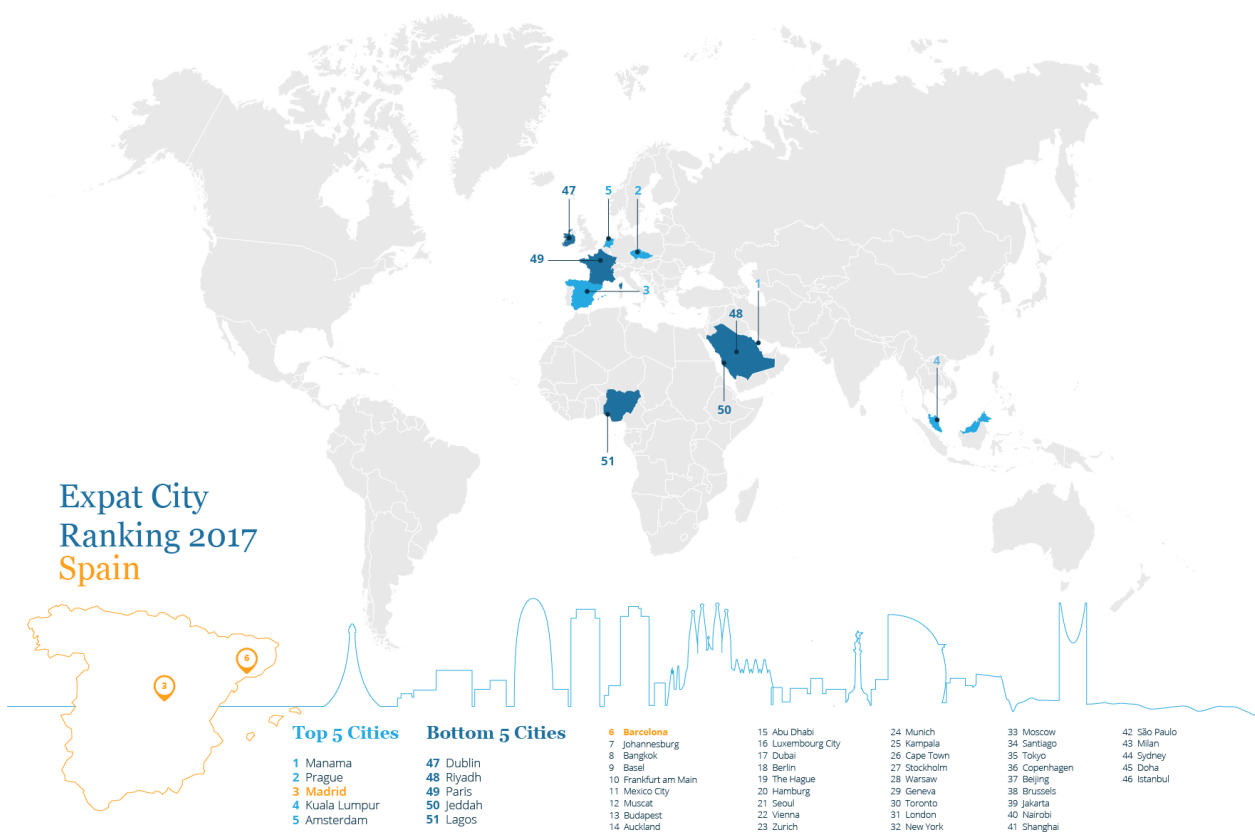 47
5
2
49
3
1
48
4
50
51
Expat City
Ranking 2017
Spain
6
3
Top 5 Cities
1 Manama
2 Prague
3 Madrid
4 Kuala Lumpur
5 Amsterdam
Bottom 5 Cities
47 Dublin
48 Riyadh
49 Paris
50 Jeddah
51 Lagos
6 Barcelona
7 Johannesburg
8 Bangkok
9 Basel
10 Frankfurt am Main
11 Mexico City
12 Muscat
13 Budapest
14 Auckland
15 Abu Dhabi
16 Luxembourg City
17 Dubai
18 Berlin
19 The Hague
20 Hamburg
21 Seoul
22 Vienna
23 Zurich
24 Munich
25 Kampala
26 Cape Town
27 Stockholm
28 Warsaw
29 Geneva
30 Toronto
31 London
32 New York
33 Moscow
34 Santiago
35 Tokyo
36 Copenhagen
37 Beijing
38 Brussels
39 Jakarta
40 Nairobi
41 Shanghai
42 São Paulo
43 Milan
44 Sydney
45 Doha
46 Istanbul